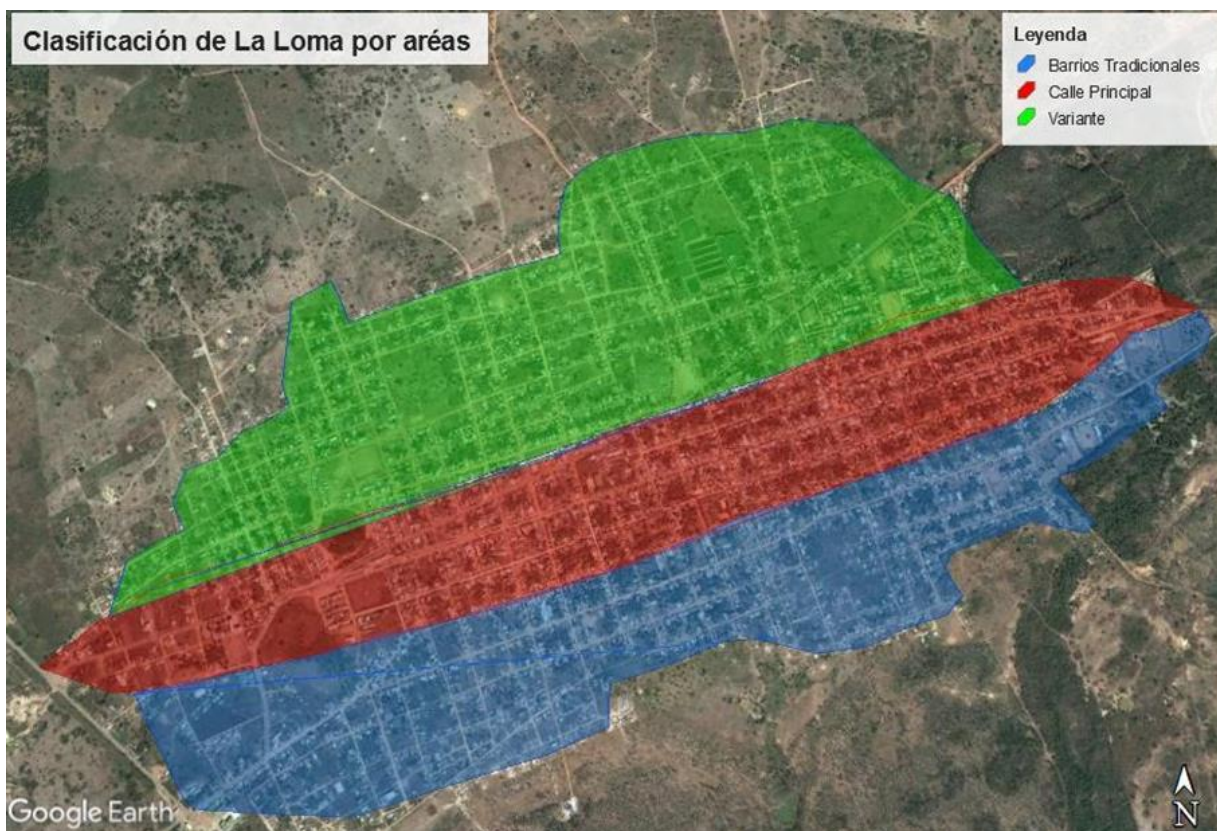 Clasificación de La Loma por aréas
Leyenda
Barrios Tradicionales
Calle Principal
Variante
Google Earth
N